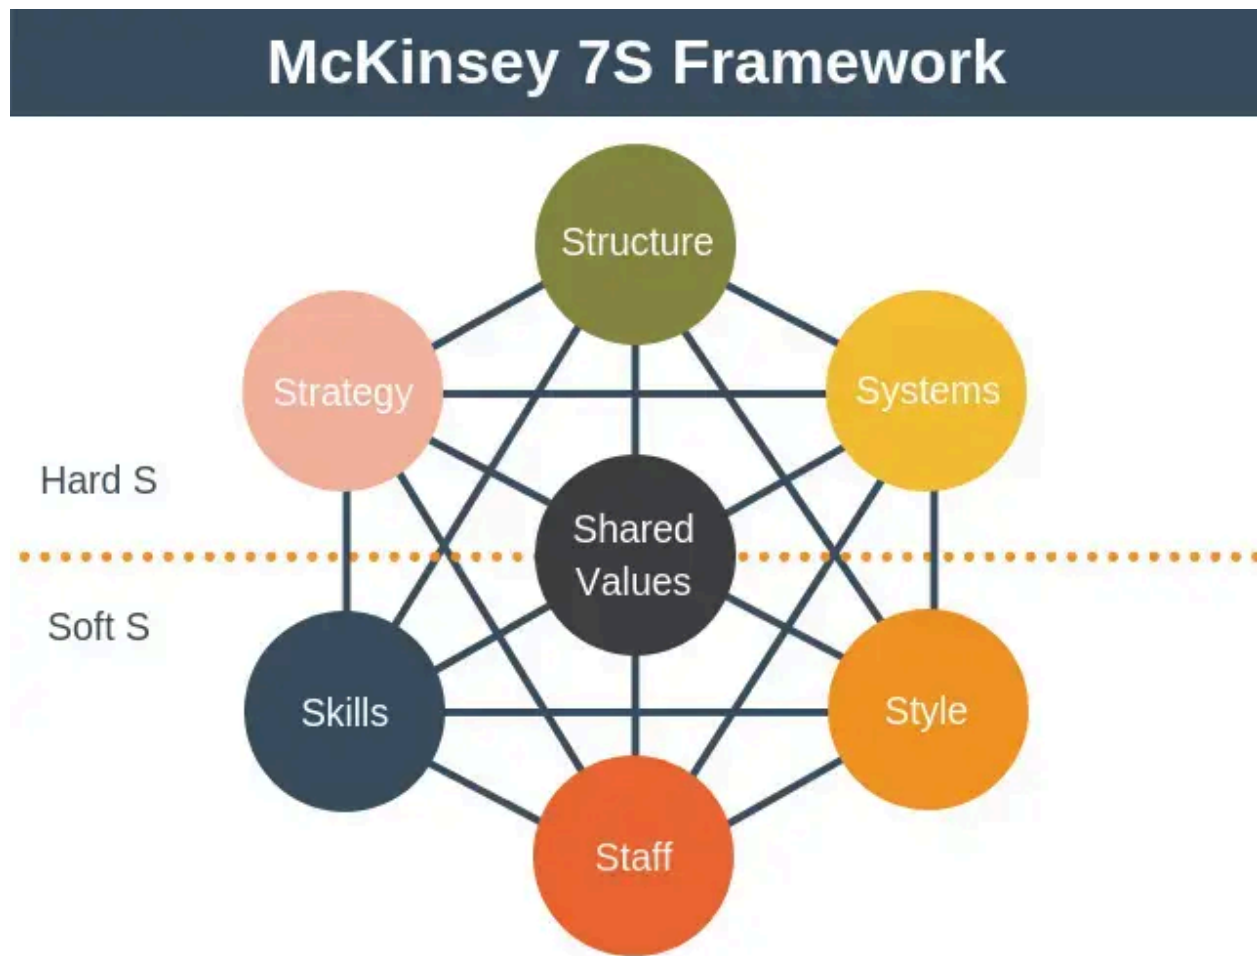 McKinsey 7S Framework
Structure
Strategy
Systems
Hard S
Shared
Values
Soft S
Skills
Style
Staff